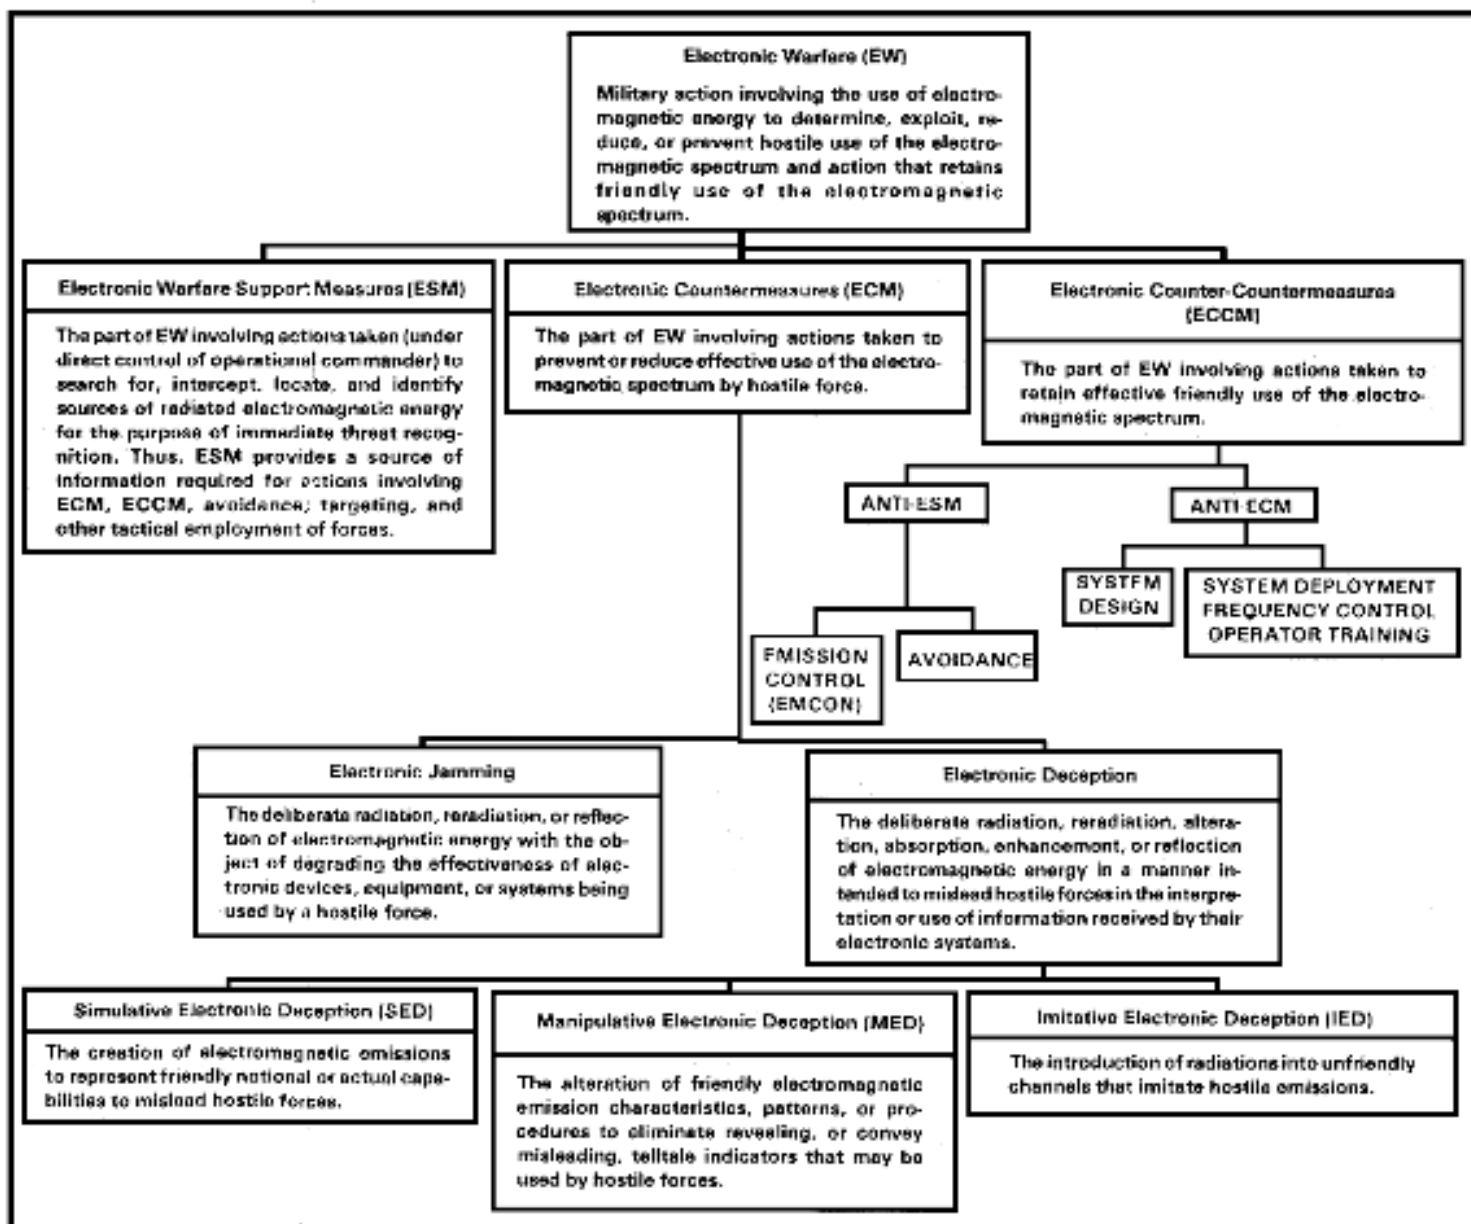 Electronic Warfare (EW)
Military action involving the use of electro-
magnetic energy to determine, exploit, re-
duce, or prevent hostile use of the electro-
magnetic spectrum and action that retains
friendly use of the electromagnetic
spectrum.
Electronic Warfare Support Measures (ESM)
The part of EW involving actions taken (under
direct control of operational commander) to
search for, intercept, locate, and identify
sources of radiated electromagnetic energy
for the purpose of immediate threat recog-
nition. Thus, ESM provides a source of
information required for actions involving
ECM, ECCM, avoidance, targeting, and
other tactical employment of forces.
Electronic Countermeasures (ECM)
The part of EW involving actions taken to
prevent or reduce effective use of the electro-
magnetic spectrum by hostile force.
Electronic Counter-Countermeasures
(ECCM)
The part of EW involving actions taken to
retain effective friendly use of the electro-
magnetic spectrum.
ANTI-ESM
ANTI-ECM
SYSTEM
DESIGN
SYSTEM DEPLOYMENT
FREQUENCY CONTROL
OPERATOR TRAINING
EMISSION
CONTROL
(EMCON)
AVOIDANCE
Electronic Jamming
The deliberate radiation, reradiation, or reflec-
tion of electromagnetic energy with the ob-
ject of degrading the effectiveness of elec-
tronic devices, equipment, or systems being
used by a hostile force.
Electronic Deception
The deliberate radiation, reradiation, altera-
tion, absorption, enhancement, or reflection
of electromagnetic energy in a manner in-
tended to mislead hostile forces in the interpre-
tation or use of information received by their
electronic systems.
Simulative Electronic Deception (SED)
The creation of electromagnetic emissions
to represent friendly notional or actual capa-
bilities to mislead hostile forces.
Manipulative Electronic Deception (MED)
The alteration of friendly electromagnetic
emission characteristics, patterns, or pro-
cedures to eliminate revealing, or convey
misleading, telltale indicators that may be
used by hostile forces.
Imitative Electronic Deception (IED)
The introduction of radiations into unfriendly
channels that imitate hostile emissions.